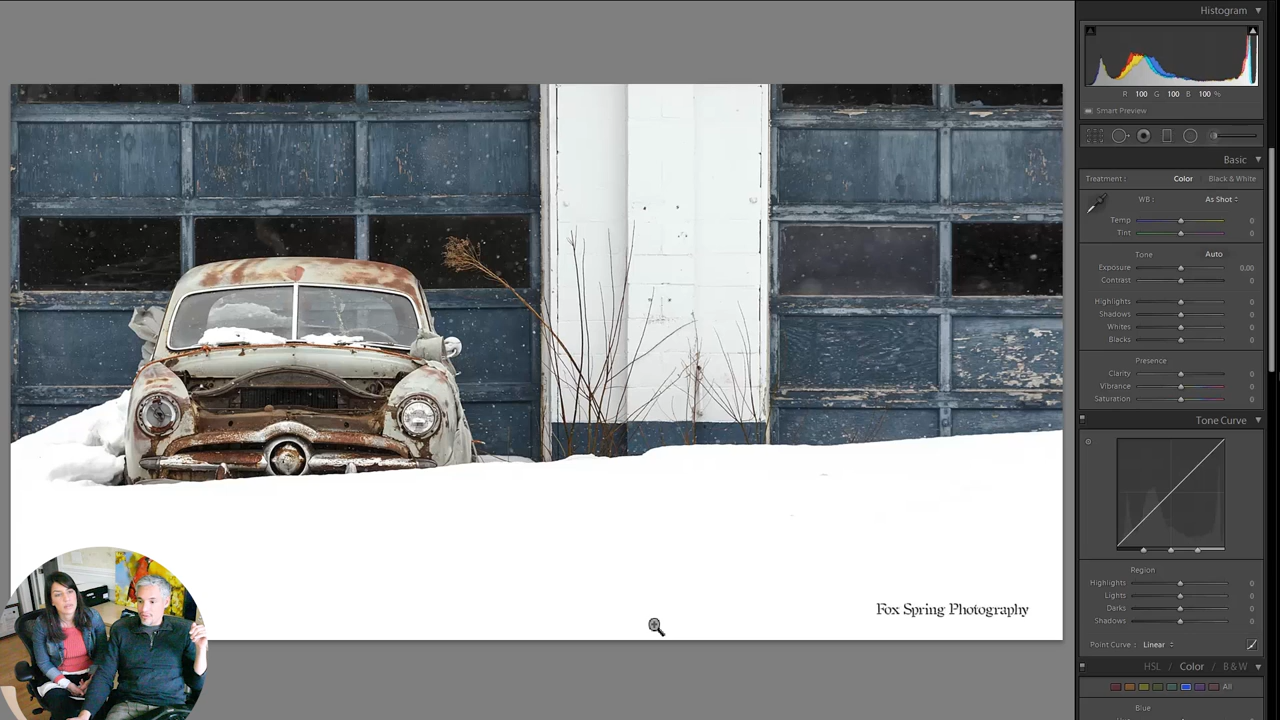 Histogram
R 100 G 100 B 100 %
Smart Preview
Basic
Treatment : Color Black & White
WB : As Shot
Temp 0
Tint 0
Tone Auto
Exposure 0.00
Contrast 0
Highlights 0
Shadows 0
Whites 0
Blacks 0
Presence
Clarity 0
Vibrance 0
Saturation 0
Tone Curve
Region
Highlights 0
Lights 0
Darks 0
Shadows 0
Point Curve : Linear
HSL / Color / B & W
All
Blue
Fox Spring Photography